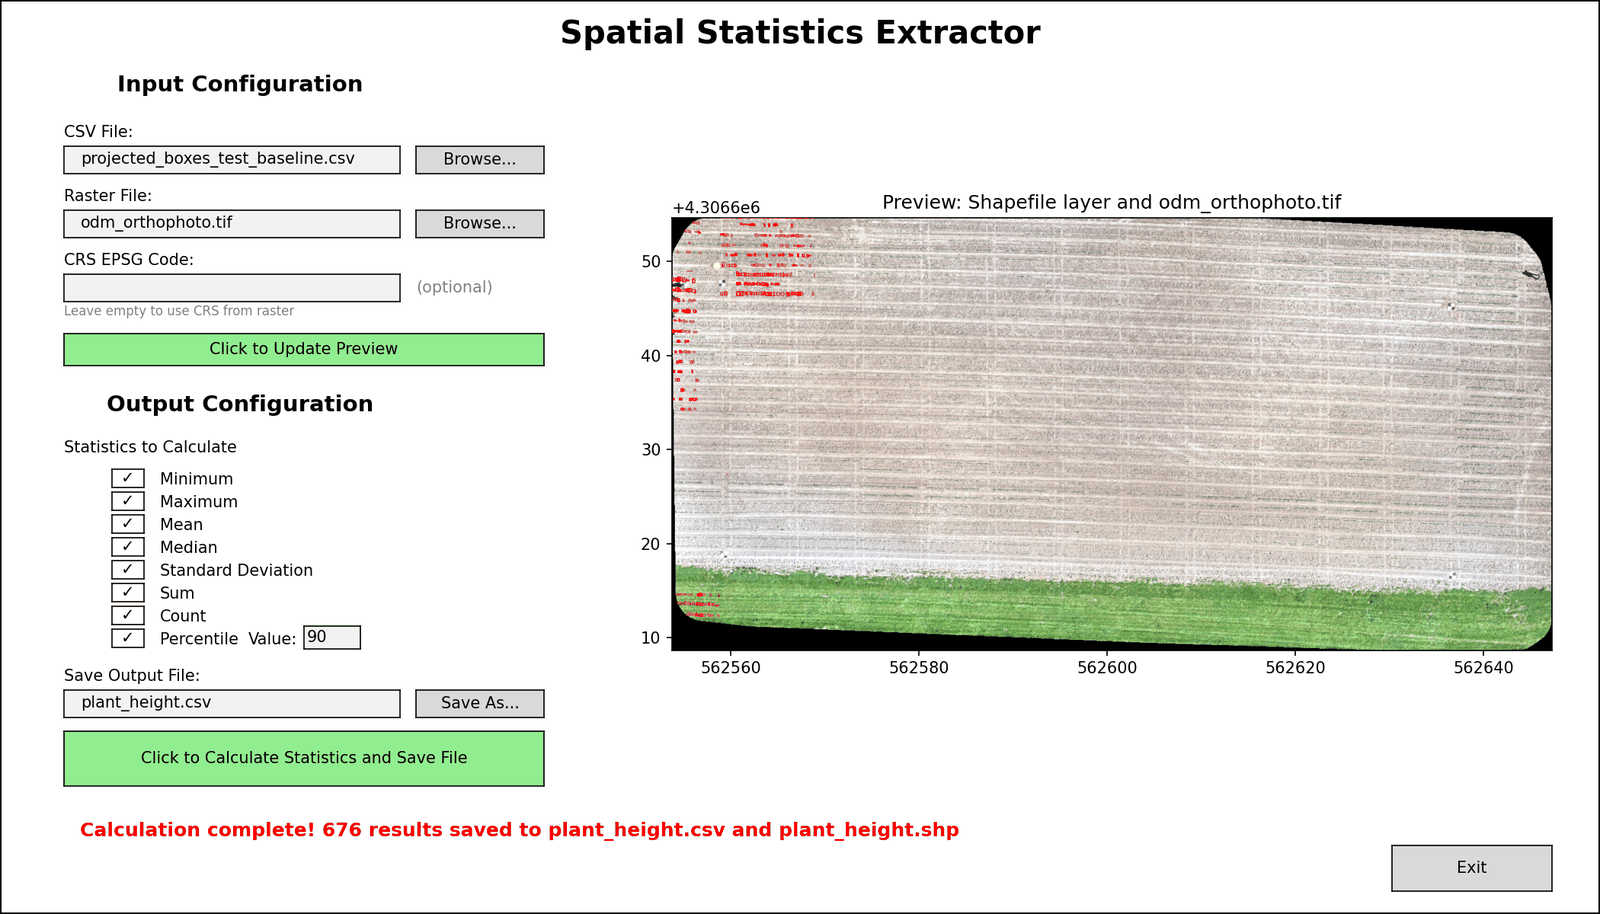 Spatial Statistics Extractor
Input Configuration
CSV File:
projected_boxes_test_baseline.csv
Browse...
Raster File:
odm_orthophoto.tif
Browse...
CRS EPSG Code:
(optional)
Leave empty to use CRS from raster
Click to Update Preview
Output Configuration
Statistics to Calculate
✓ Minimum
✓ Maximum
✓ Mean
✓ Median
✓ Standard Deviation
✓ Sum
✓ Count
✓ Percentile Value: 90
Save Output File:
plant_height.csv
Save As...
Click to Calculate Statistics and Save File
Preview: Shapefile layer and odm_orthophoto.tif
+4.3066e6
50
40
30
20
10
562560 562580 562600 562620 562640
Calculation complete! 676 results saved to plant_height.csv and plant_height.shp
Exit